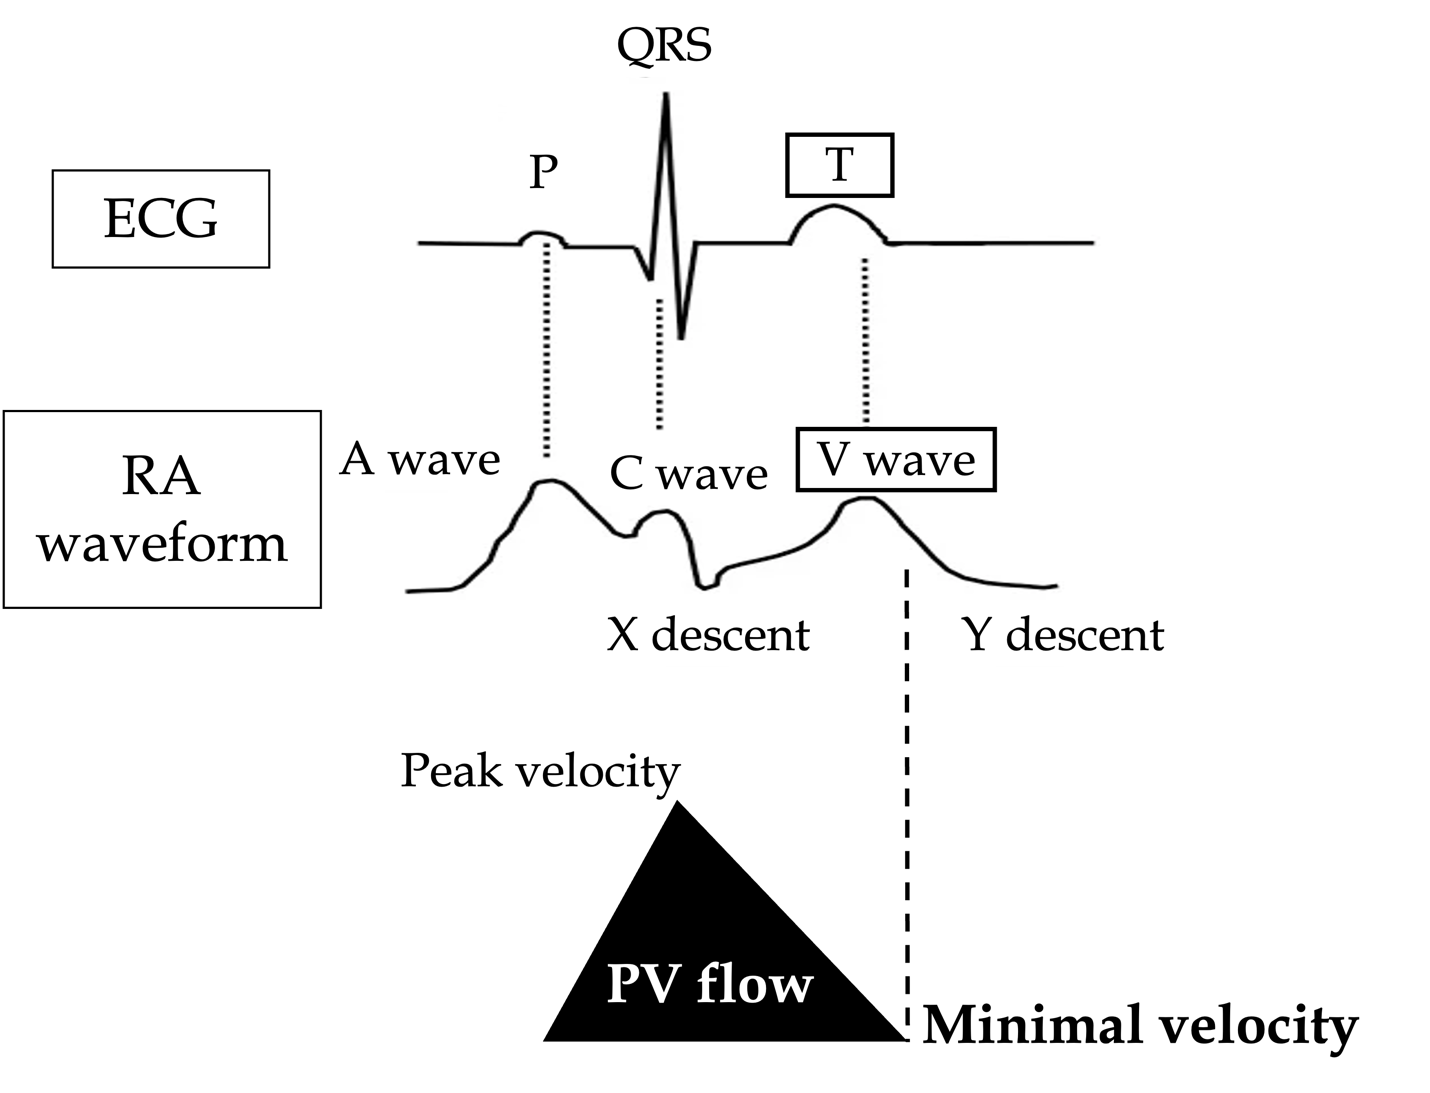 QRS
P
T
ECG
A wave
C wave
V wave
RA
waveform
X descent
Y descent
Peak velocity
PV flow
Minimal velocity